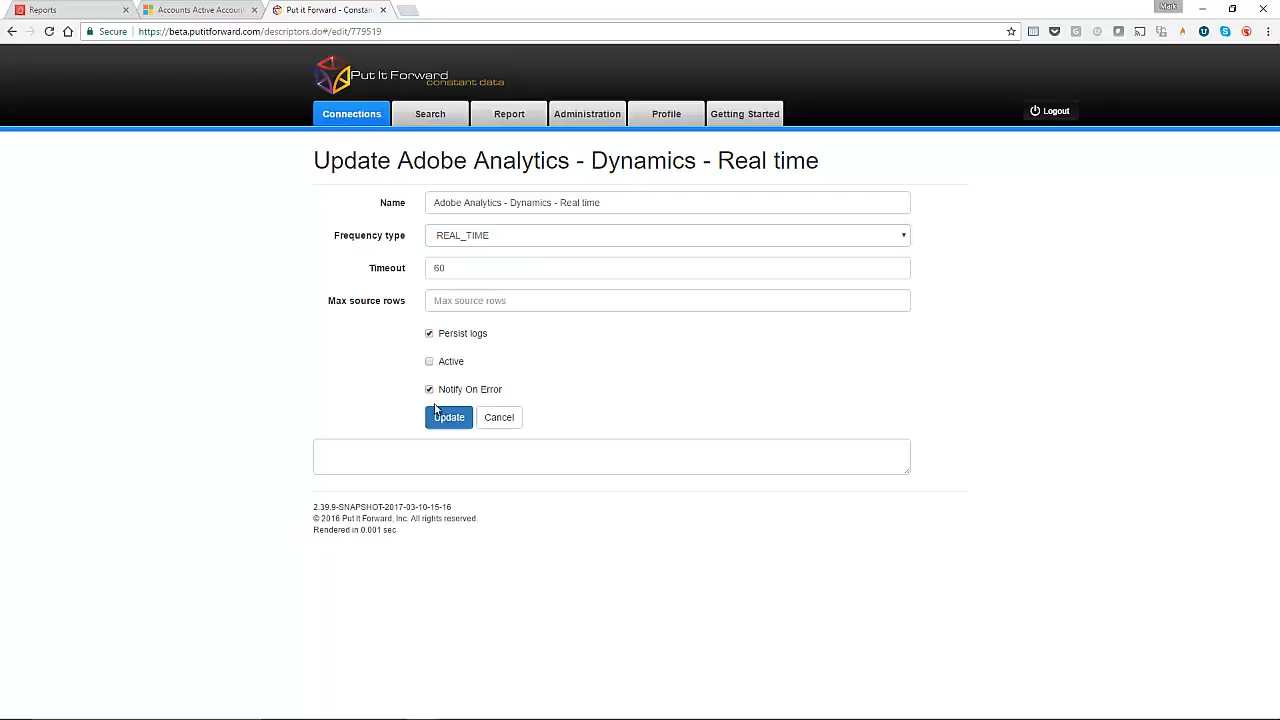 Reports
Accounts Active Accoun
Put it Forward - Constan
Mark
Secure
https://beta.putitforward.com/descriptors.do#/edit/779519
Put It Forward
constant data
Connections
Search
Report
Administration
Profile
Getting Started
Logout
Update Adobe Analytics - Dynamics - Real time
Name
Adobe Analytics - Dynamics - Real time
Frequency type
REAL_TIME
Timeout
60
Max source rows
Max source rows
Persist logs
Active
Notify On Error
Update
Cancel
2.39.9-SNAPSHOT-2017-03-10-15-16
© 2016 Put It Forward, Inc. All rights reserved.
Rendered in 0.001 sec